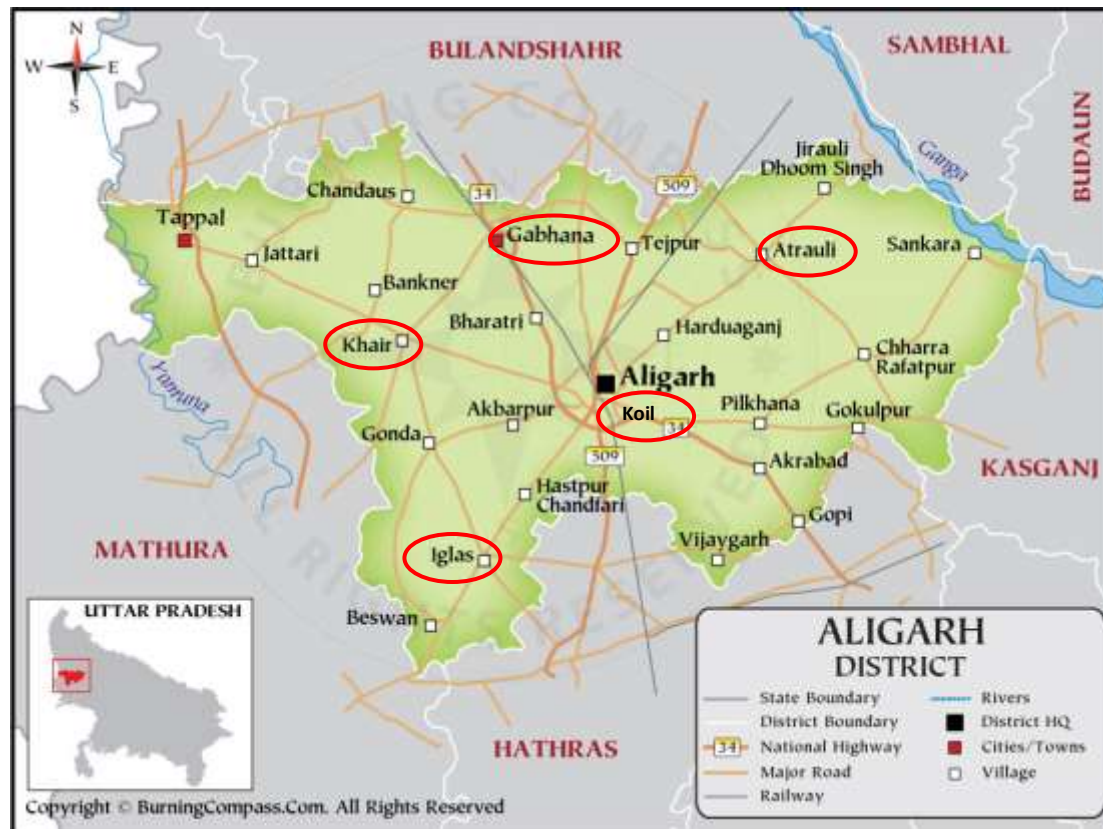 BULANDSHAHR
SAMBHAL
BUDAUN
N
W E
S
Ganga
Jirauli
Dhoom Singh
Chandaus
34
509
Tappal
Gabhana
Tejpur
Atrauli
Sankara
Jattari
Bankner
Bharatri
Harduaganj
Khair
Chharra
Rafatpur
Aligarh
Yamuna
Akbarpur
Koil
34
Pilkhana
Gokulpur
Gonda
509
Akrabad
KASGANJ
Hastpur
Chandfari
Gopi
MATHURA
Iglas
Vijaygarh
Beswan
HATHRAS
UTTAR PRADESH
ALIGARH
DISTRICT
State Boundary
District Boundary
34 National Highway
Major Road
Railway
Rivers
District HQ
Cities/Towns
Village
Copyright © BurningCompass.Com. All Rights Reserved